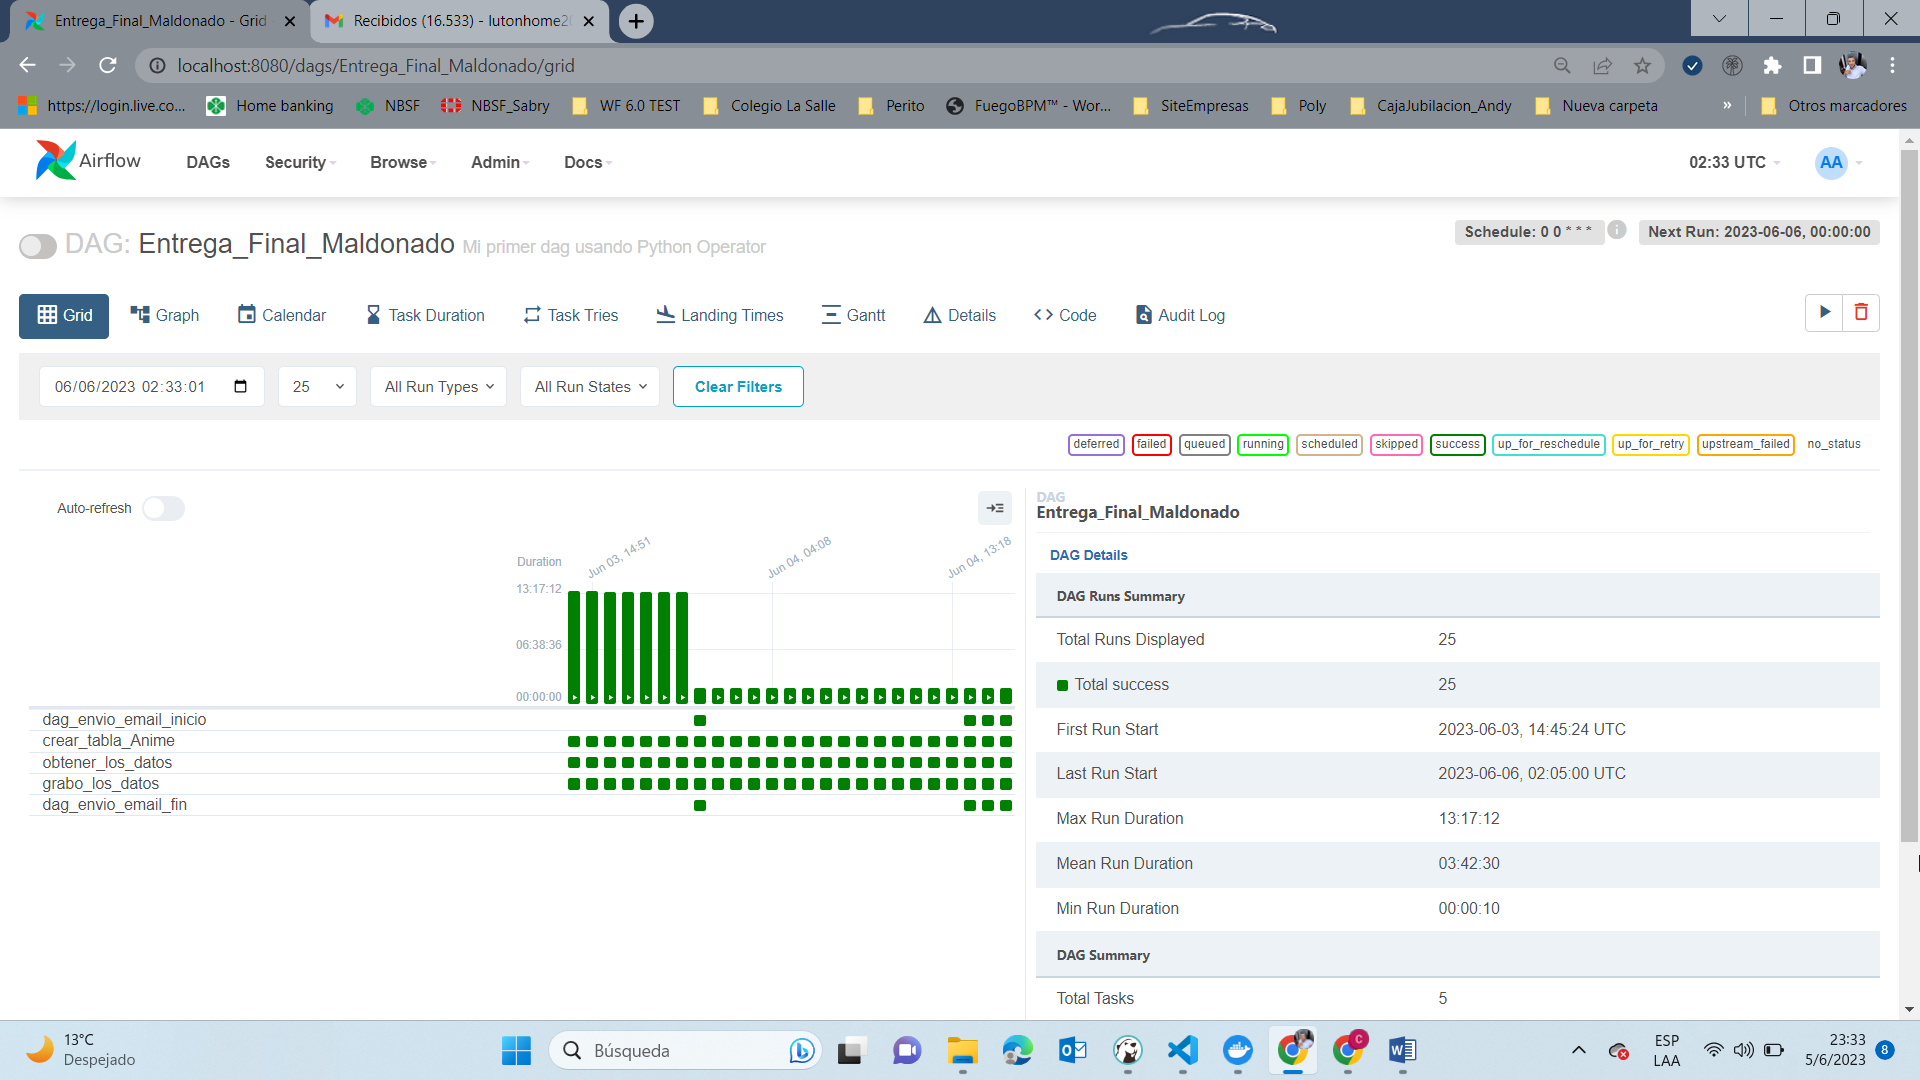 Entrega_Final_Maldonado - Grid
Recibidos (16.533) - lutonhome2
localhost:8080/dags/Entrega_Final_Maldonado/grid
https://login.live.co...
Home banking
NBSF
NBSF_Sabry
WF 6.0 TEST
Colegio La Salle
Perito
FuegoBPM™ - Wor...
SiteEmpresas
Poly
CajaJubilacion_Andy
Nueva carpeta
»
Otros marcadores
Airflow
DAGs
Security
Browse
Admin
Docs
02:33 UTC
AA
DAG: Entrega_Final_Maldonado Mi primer dag usando Python Operator
Schedule: 0 0 * * *
Next Run: 2023-06-06, 00:00:00
Grid
Graph
Calendar
Task Duration
Task Tries
Landing Times
Gantt
Details
Code
Audit Log
06/06/2023 02:33:01
25
All Run Types
All Run States
Clear Filters
deferred
failed
queued
running
scheduled
skipped
success
up_for_reschedule
up_for_retry
upstream_failed
no_status
Auto-refresh
Duration
Jun 03, 14:51
Jun 04, 04:08
Jun 04, 13:18
13:17:12
06:38:36
00:00:00
dag_envio_email_inicio
crear_tabla_Anime
obtener_los_datos
grabo_los_datos
dag_envio_email_fin
DAG
Entrega_Final_Maldonado
DAG Details
DAG Runs Summary
Total Runs Displayed 25
Total success 25
First Run Start 2023-06-03, 14:45:24 UTC
Last Run Start 2023-06-06, 02:05:00 UTC
Max Run Duration 13:17:12
Mean Run Duration 03:42:30
Min Run Duration 00:00:10
DAG Summary
Total Tasks 5
13°C
Despejado
Búsqueda
C
ESP
LAA
23:33
5/6/2023
8